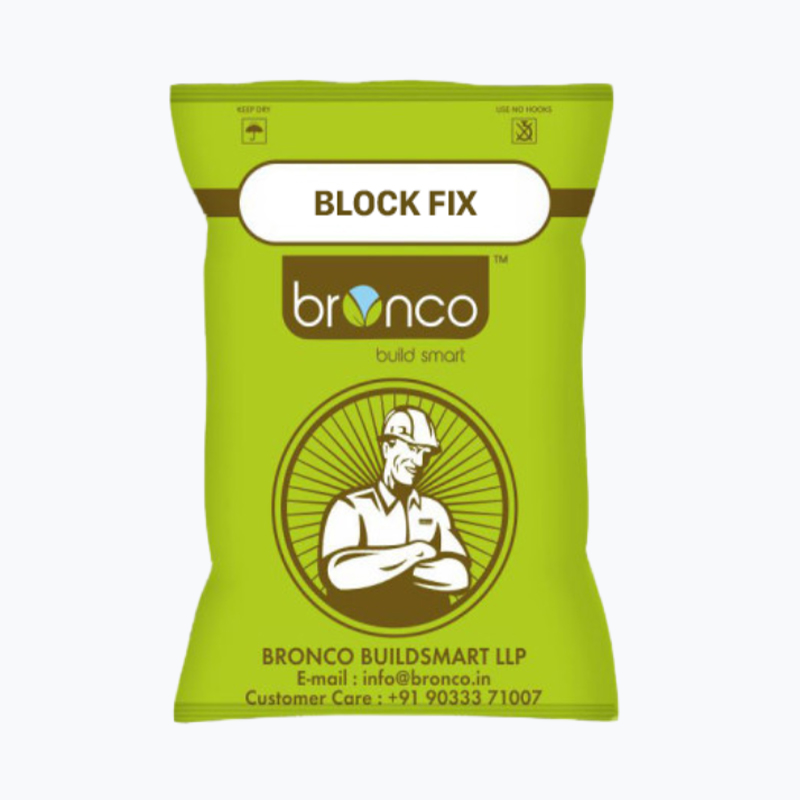 KEEP DRY
USE NO HOOKS
BLOCK FIX
bronco
TM
build smart
BRONCO BUILDSMART LLP
E-mail : info@bronco.in
Customer Care : +91 90333 71007